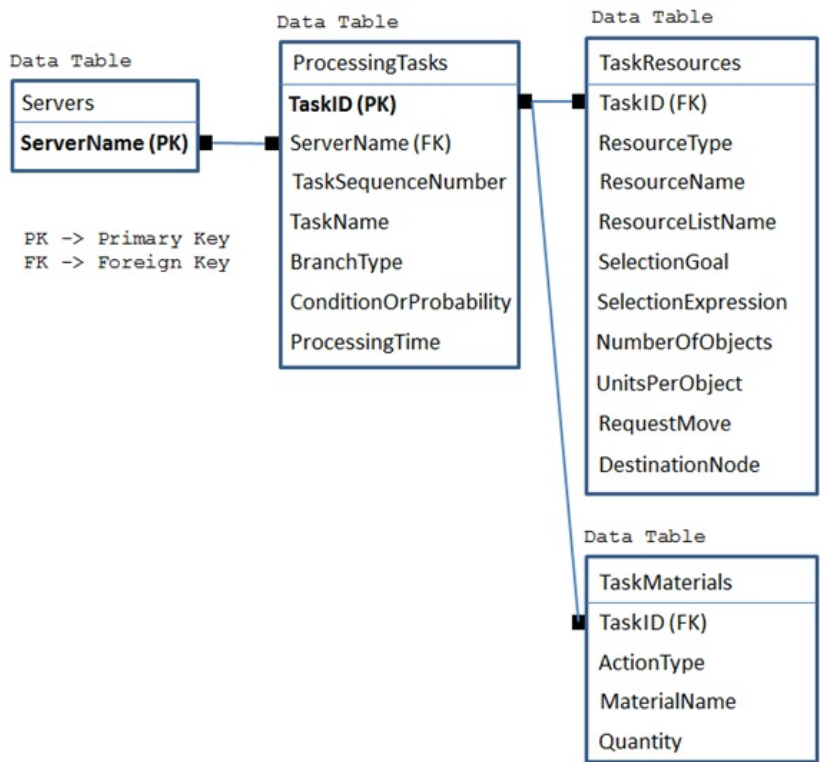 Data Table
Servers
ServerName (PK)
PK -> Primary Key
FK -> Foreign Key
Data Table
ProcessingTasks
TaskID (PK)
ServerName (FK)
TaskSequenceNumber
TaskName
BranchType
ConditionOrProbability
ProcessingTime
Data Table
TaskResources
TaskID (FK)
ResourceType
ResourceName
ResourceListName
SelectionGoal
SelectionExpression
NumberOfObjects
UnitsPerObject
RequestMove
DestinationNode
Data Table
TaskMaterials
TaskID (FK)
ActionType
MaterialName
Quantity